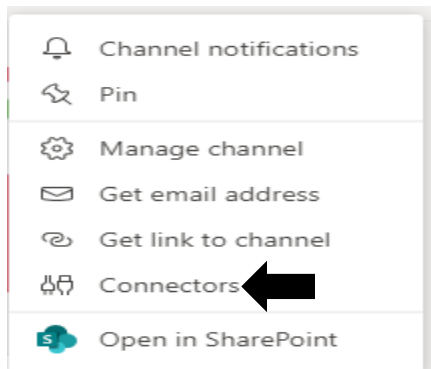 Channel notifications
Pin
Manage channel
Get email address
Get link to channel
Connectors
S
Open in SharePoint